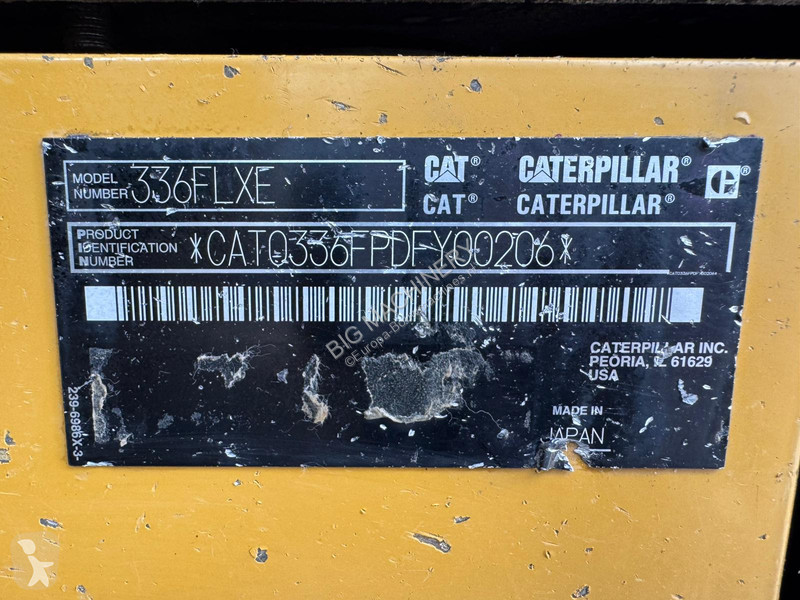 MODEL NUMBER 336FLXE
CAT® CATERPILLAR®
CAT® CATERPILLAR®
PRODUCT IDENTIFICATION NUMBER *CAT0336FPDFY00206*
BIG MACHINERY
CATERPILLAR INC.
PEORIA, IL 61629
USA
239-6986X-3
MADE IN
JAPAN